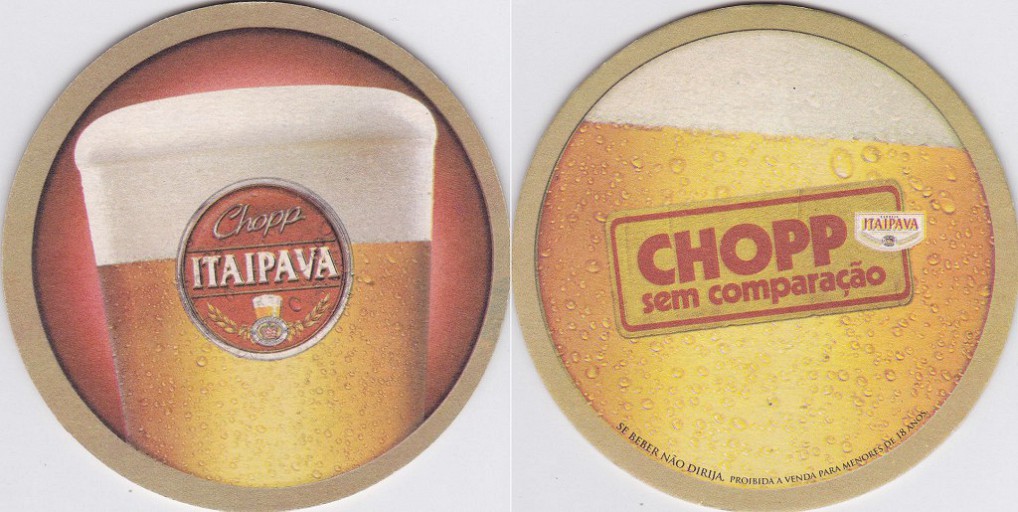 Chopp
ITAIPAVA
CHOPP
ITAIPAVA
sem comparação
SE BEBER NÃO DIRIJA. PROIBIDA A VENDA PARA MENORES DE 18 ANOS.